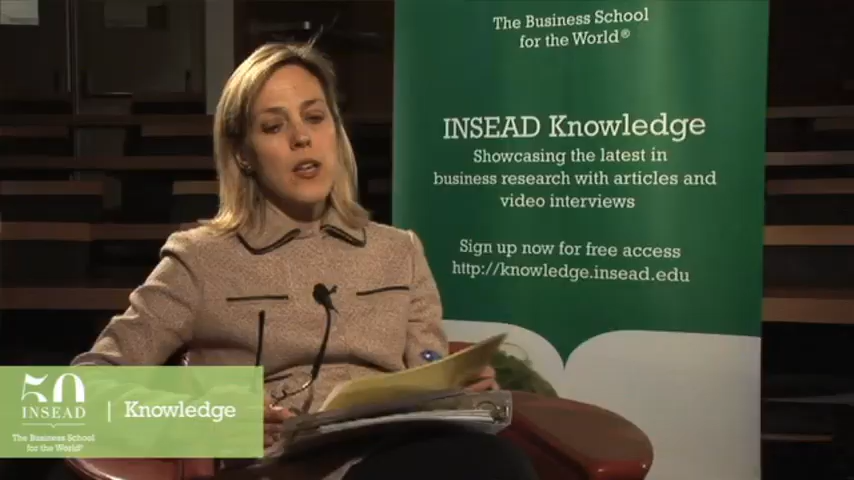 The Business School
for the World®
INSEAD Knowledge
Showcasing the latest in
business research with articles and
video interviews
Sign up now for free access
http://knowledge.insead.edu
50
INSEAD
The Business School
for the World®
| Knowledge